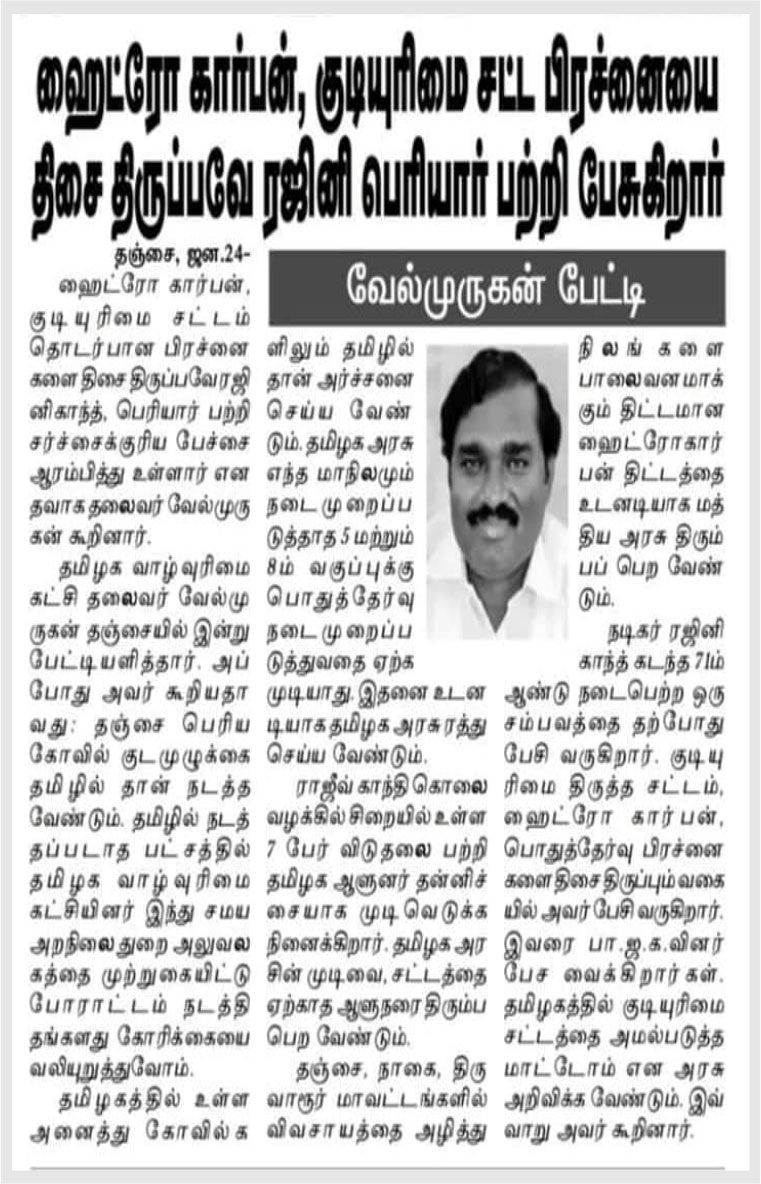 ஹைட்ரோ கார்பன், குடியுரிமை சட்ட பிரச்னையை
திசை திருப்பவே ரஜினி பெரியார் பற்றி பேசுகிறார்
வேல்முருகன் பேட்டி
தஞ்சை, ஜன.24-
ஹைட்ரோ கார்பன்,
குடியுரிமை சட்டம்
தொடர்பான பிரச்னை
களை திசை திருப்பவே ரஜி
னிகாந்த், பெரியார் பற்றி
சர்ச்சைக்குரிய பேச்சை
ஆரம்பித்து உள்ளார் என
தவாக தலைவர் வேல்முரு
கன் கூறினார்.
தமிழக வாழ்வுரிமை
கட்சி தலைவர் வேல்மு
ருகன் தஞ்சையில் இன்று
பேட்டியளித்தார். அப்
போது அவர் கூறியதா
வது: தஞ்சை பெரிய
கோவில் குடமுழுக்கை
தமிழில் தான் நடத்த
வேண்டும். தமிழில் நடத்
தப்படாத பட்சத்தில்
தமிழக வாழ்வுரிமை
கட்சியினர் இந்து சமய
அறநிலை துறை அலுவல
கத்தை முற்றுகையிட்டு
போராட்டம் நடத்தி
தங்களது கோரிக்கையை
வலியுறுத்துவோம்.
தமிழகத்தில் உள்ள
அனைத்து கோவில்க
ளிலும் தமிழில்
தான் அர்ச்சனை
செய்ய வேண்
டும். தமிழக அரசு
எந்த மாநிலமும்
நடைமுறைப்ப
டுத்தாத 5 மற்றும்
8ம் வகுப்புக்கு
பொதுத்தேர்வு
நடைமுறைப்ப
டுத்துவதை ஏற்க
முடியாது. இதனை உடன
டியாக தமிழக அரசு ரத்து
செய்ய வேண்டும்.
ராஜீவ் காந்தி கொலை
வழக்கில் சிறையில் உள்ள
7 பேர் விடுதலை பற்றி
தமிழக ஆளுனர் தன்னிச்
சையாக முடிவெடுக்க
நினைக்கிறார். தமிழக அர
சின் முடிவை, சட்டத்தை
ஏற்காத ஆளுநரை திரும்ப
பெற வேண்டும்.
தஞ்சை, நாகை, திரு
வாரூர் மாவட்டங்களில்
விவசாயத்தை அழித்து
நிலங் களை
பாலைவனமாக்
கும் திட்டமான
ஹைட்ரோகார்
பன் திட்டத்தை
உடனடியாக மத்
திய அரசு திரும்
பப் பெற வேண்
டும்.
நடிகர் ரஜினி
காந்த் கடந்த 71ம்
ஆண்டு நடைபெற்ற ஒரு
சம்பவத்தை தற்போது
பேசி வருகிறார். குடியு
ரிமை திருத்த சட்டம்,
ஹைட்ரோ கார்பன்,
பொதுத்தேர்வு பிரச்னை
களை திசை திருப்பும் வகை
யில் அவர் பேசி வருகிறார்.
இவரை பா.ஜ.க.வினர்
பேச வைக்கிறார்கள்.
தமிழகத்தில் குடியுரிமை
சட்டத்தை அமல்படுத்த
மாட்டோம் என அரசு
அறிவிக்க வேண்டும். இவ்
வாறு அவர் கூறினார்.